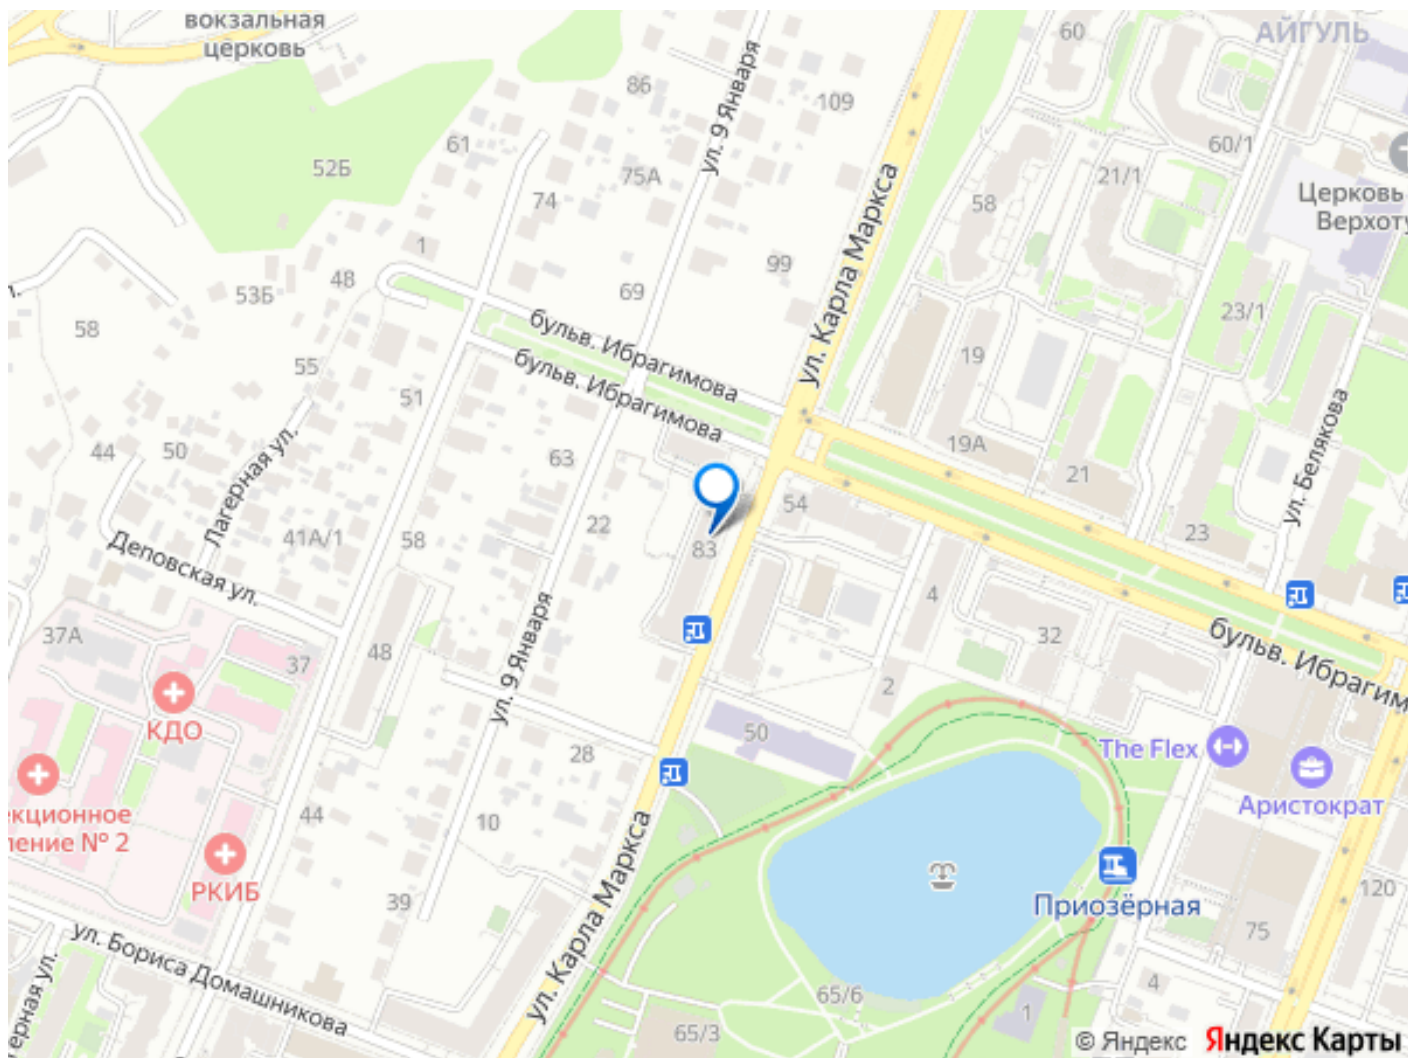 вокзальная
церковь
60
АЙГУЛЬ
ул. 9 Января
86
109
61
60/1
52Б
75А
21/1
Церковь
Верхоту
74
58
ул. Карла Маркса
1
99
48
69
53Б
23/1
58
бульв. Ибрагимова
19
бульв. Ибрагимова
55
51
ул. Белякова
19А
44
50
Лагерная ул.
63
21
54
22
23
41А/1
58
83
Деповская ул.
4
37А
ул. 9 Января
32
бульв. Ибрагим
48
37
2
КДО
50
The Flex
28
Аристократ
екционное
ление № 2
44
10
ул. Карла Маркса
РКИБ
120
39
Приозёрная
75
ул. Бориса Домашникова
ерная ул.
65/6
4
1
65/3
© Яндекс Яндекс Карты